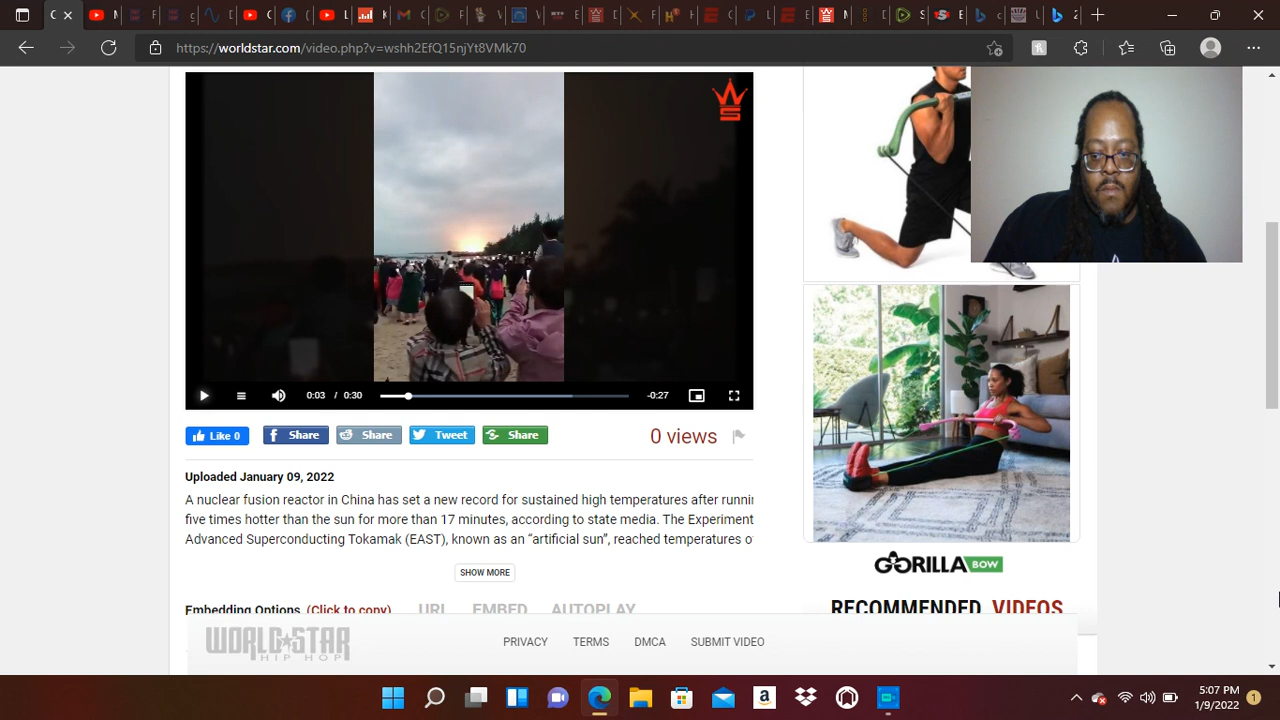 https://worldstar.com/video.php?v=wshh2EfQ15njYt8VMk70
WS
0:03 / 0:30
-0:27
Like 0
Share
Share
Tweet
Share
0 views
Uploaded January 09, 2022
A nuclear fusion reactor in China has set a new record for sustained high temperatures after runnin
five times hotter than the sun for more than 17 minutes, according to state media. The Experiment
Advanced Superconducting Tokamak (EAST), known as an “artificial sun”, reached temperatures o
SHOW MORE
Embedding Options (Click to copy) URL EMBED AUTOPLAY
GORILLA BOW
RECOMMENDED VIDEOS
WORLDSTAR
HIP HOP
PRIVACY TERMS DMCA SUBMIT VIDEO
5:07 PM
1/9/2022
1